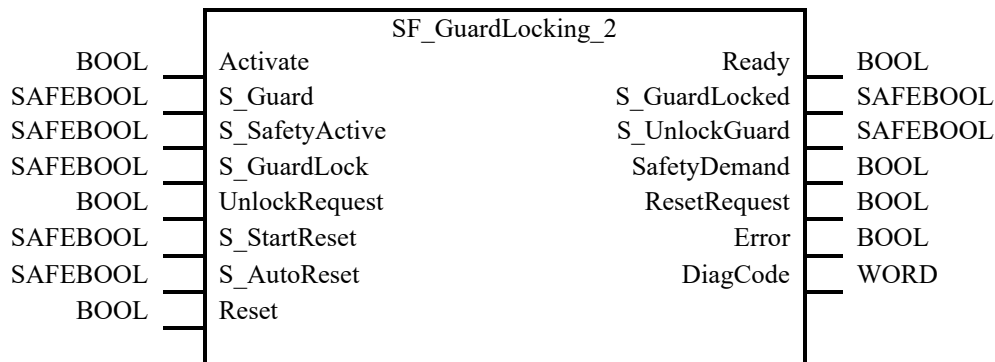 SF_GuardLocking_2
BOOL Activate Ready BOOL
SAFEBOOL S_Guard S_GuardLocked SAFEBOOL
SAFEBOOL S_SafetyActive S_UnlockGuard SAFEBOOL
SAFEBOOL S_GuardLock SafetyDemand BOOL
BOOL UnlockRequest ResetRequest BOOL
SAFEBOOL S_StartReset Error BOOL
SAFEBOOL S_AutoReset DiagCode WORD
BOOL Reset